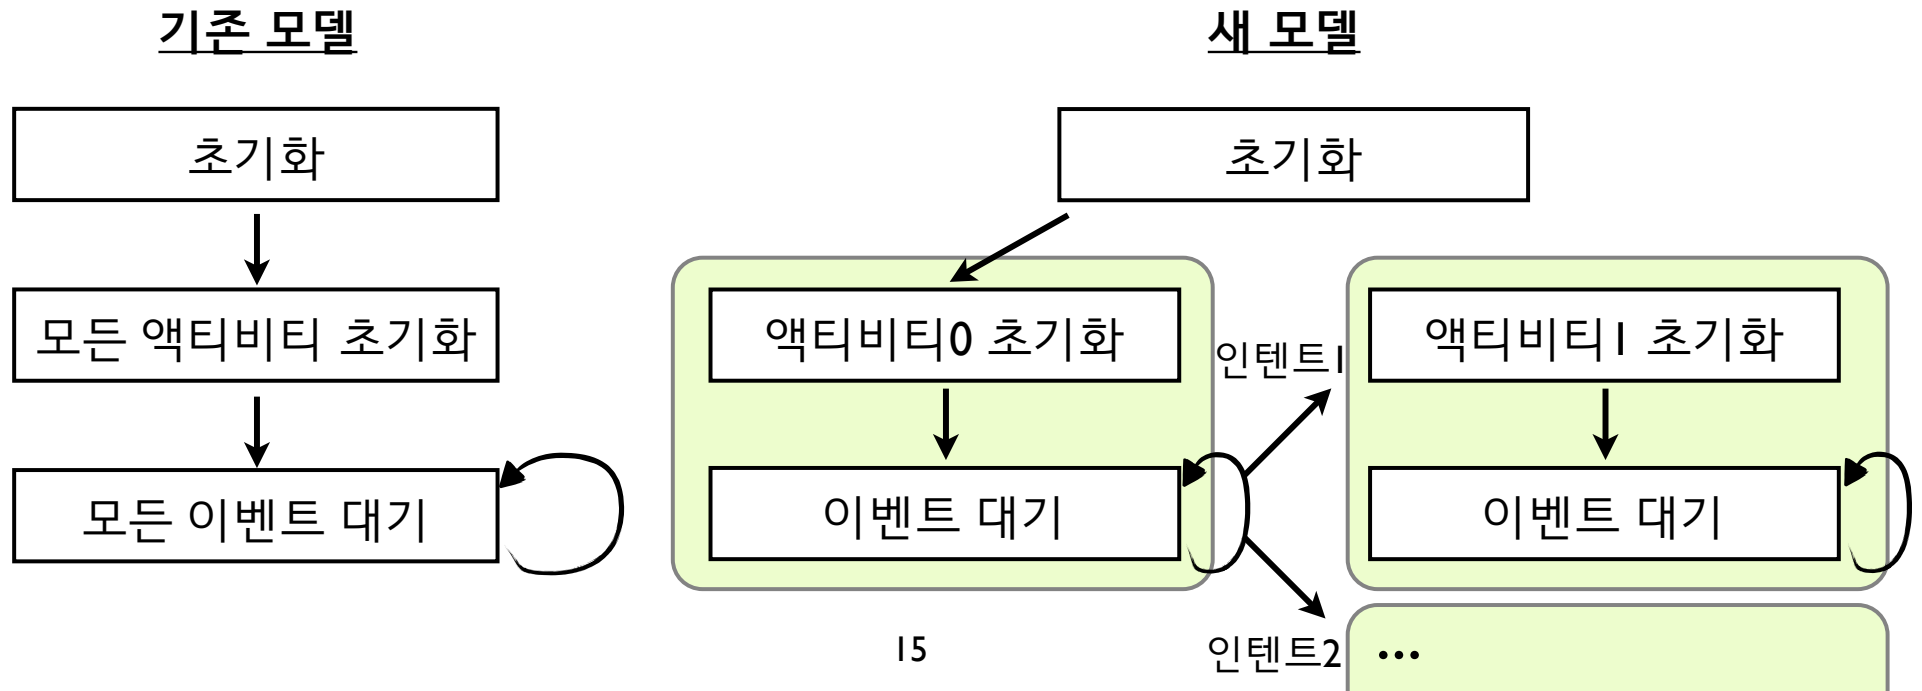 기존 모델
초기화
모든 액티비티 초기화
모든 이벤트 대기
새 모델
초기화
액티비티0 초기화
이벤트 대기
인텐트1
액티비티1 초기화
이벤트 대기
인텐트2
...
15